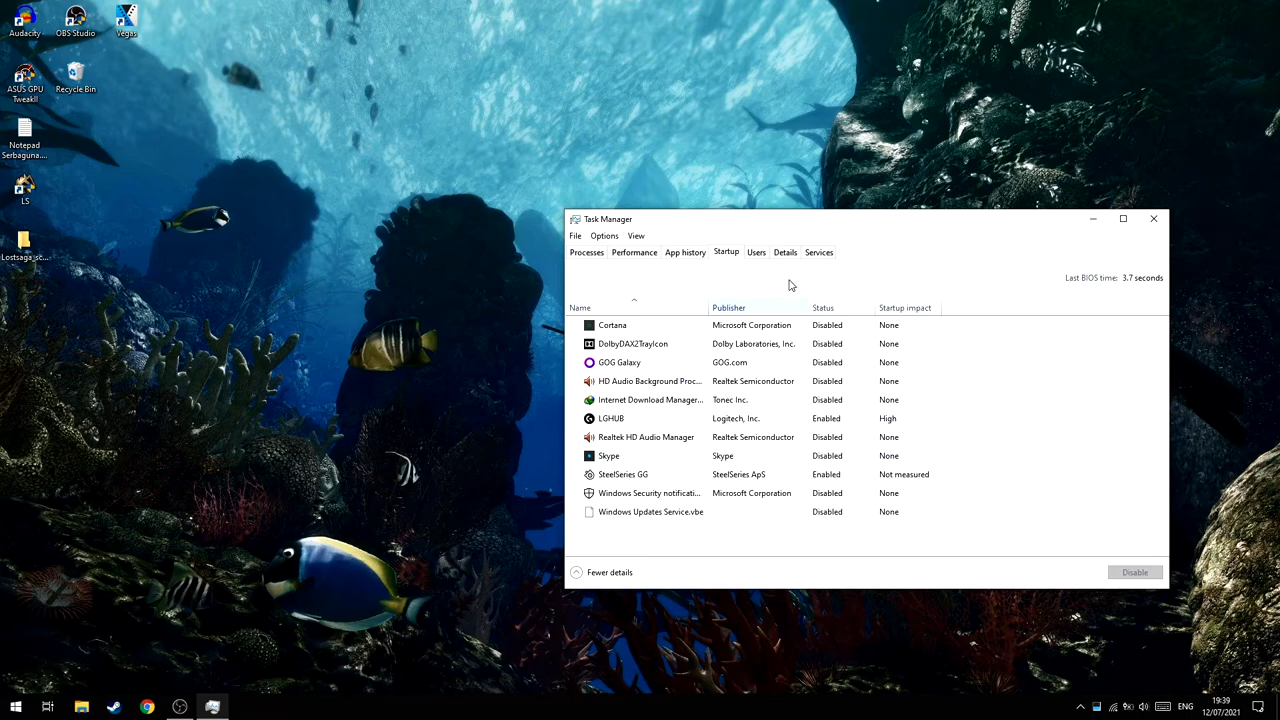 Audacity
OBS Studio
Vegas
ASUS GPU
TweakII
Recycle Bin
Notepad
Serbaguna....
LS
Lostsaga_sc...
Task Manager
File Options View
Processes Performance App history Startup Users Details Services
Last BIOS time: 3.7 seconds
Name Publisher Status Startup impact
Cortana Microsoft Corporation Disabled None
DolbyDAX2TrayIcon Dolby Laboratories, Inc. Disabled None
GOG Galaxy GOG.com Disabled None
HD Audio Background Proc... Realtek Semiconductor Disabled None
Internet Download Manager... Tonec Inc. Disabled None
LGHUB Logitech, Inc. Enabled High
Realtek HD Audio Manager Realtek Semiconductor Disabled None
Skype Skype Disabled None
SteelSeries GG SteelSeries ApS Enabled Not measured
Windows Security notificati... Microsoft Corporation Disabled None
Windows Updates Service.vbe Disabled None
Fewer details Disable
ENG
19:39
12/07/2021